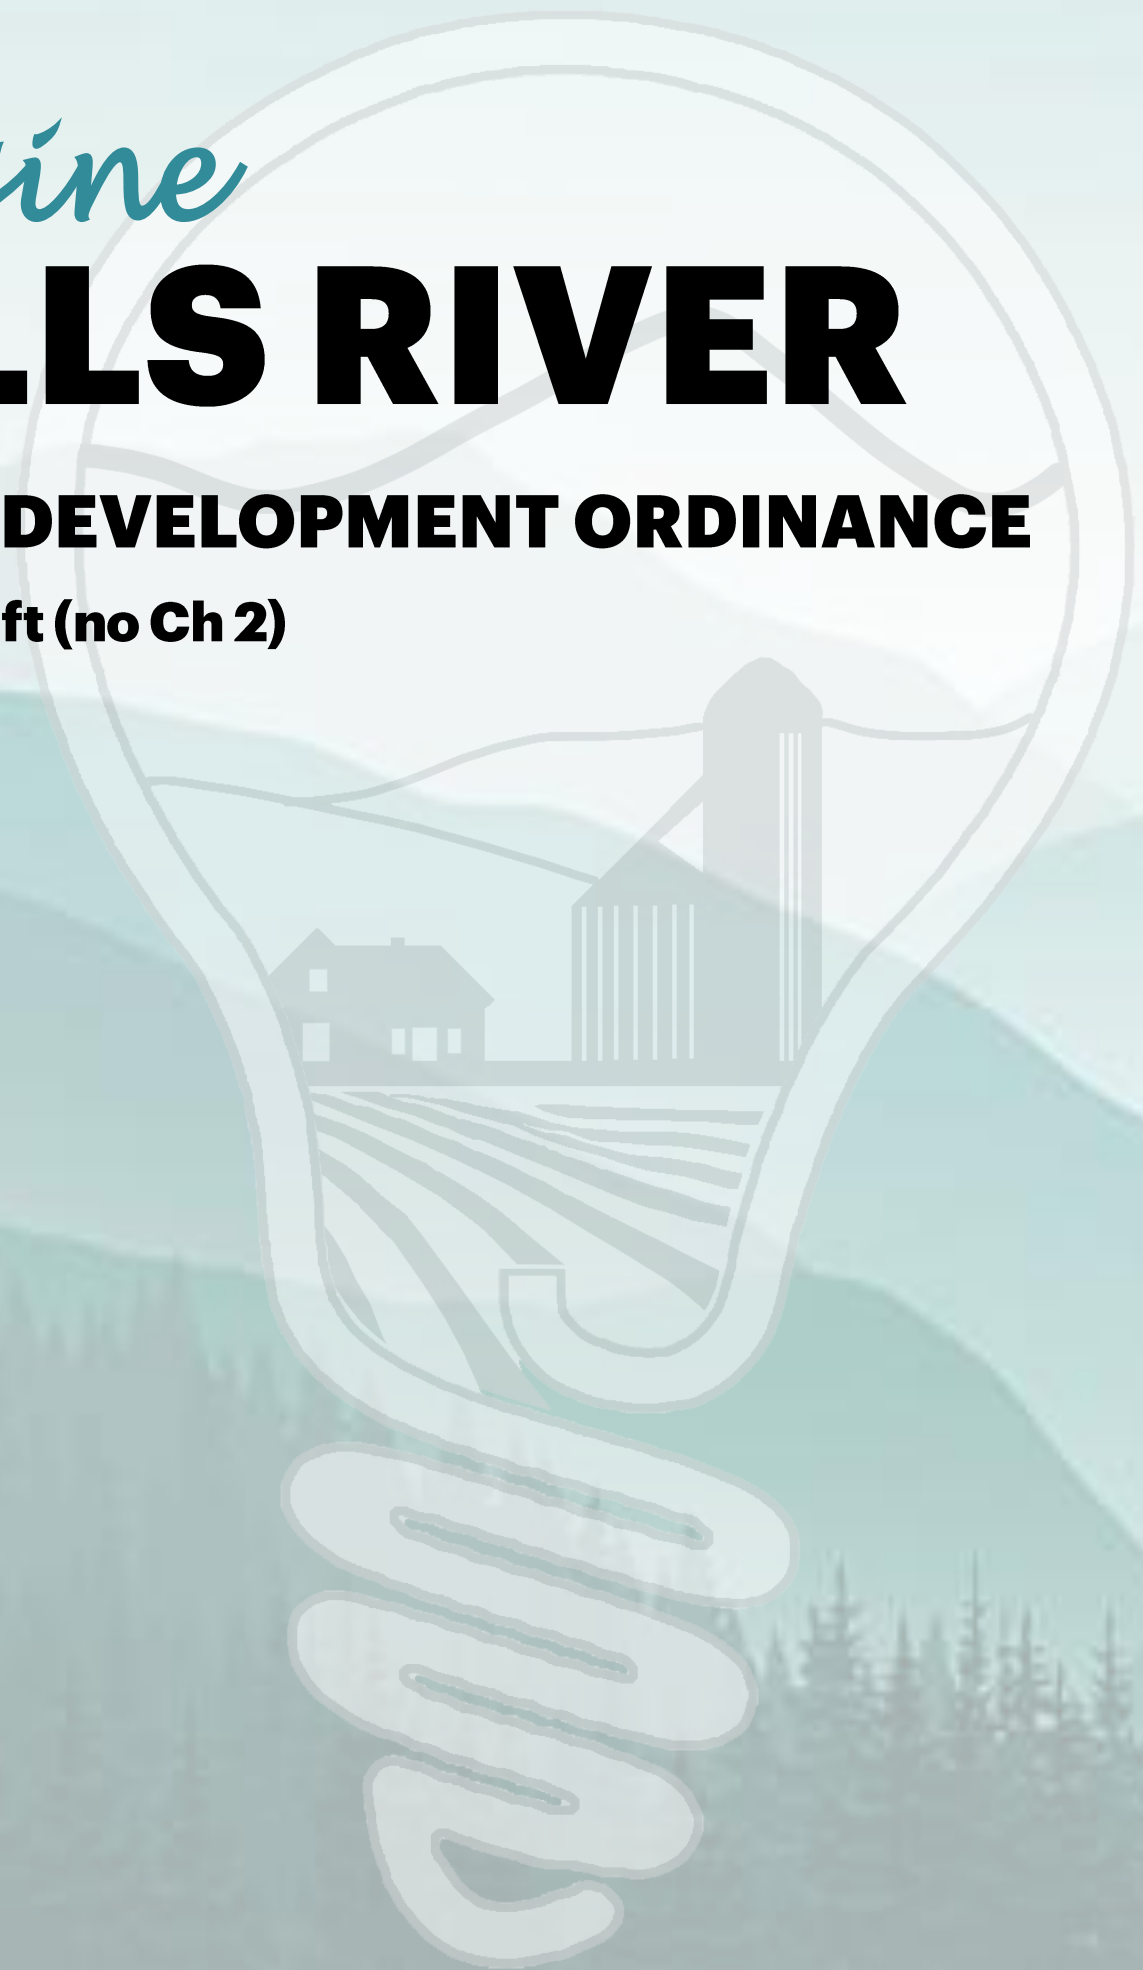 ine
LLS RIVER
DEVELOPMENT ORDINANCE
ft (no Ch 2)